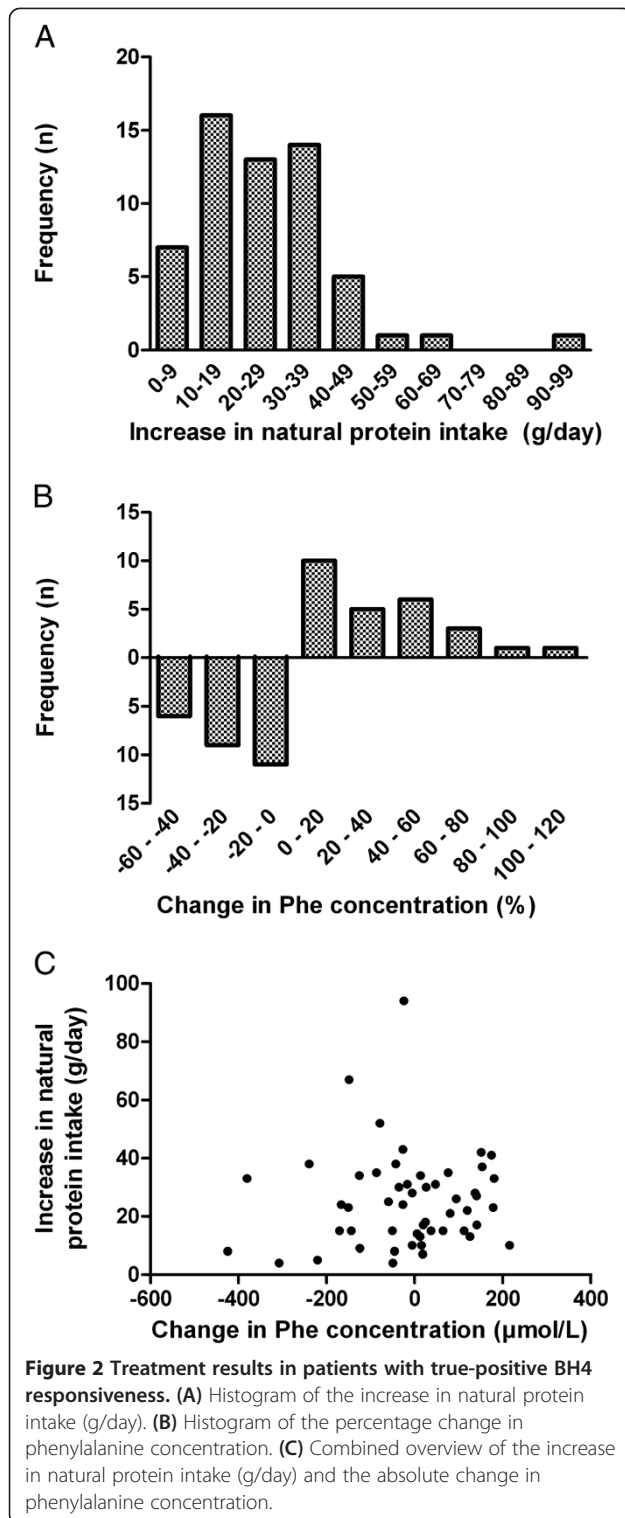 A
20
15
10
5
0
Frequency (n)
0-9
10-19
20-29
30-39
40-49
50-59
60-69
70-79
80-89
90-99
Increase in natural protein intake (g/day)
B
15
10
5
0
5
10
15
Frequency (n)
-60 - -40
-40 - -20
-20 - 0
0 - 20
20 - 40
40 - 60
60 - 80
80 - 100
100 - 120
Change in Phe concentration (%)
C
100
80
60
40
20
0
Increase in natural
protein intake (g/day)
-600
-400
-200
0
200
400
Change in Phe concentration (µmol/L)
Figure 2 Treatment results in patients with true-positive BH4
responsiveness. (A) Histogram of the increase in natural protein
intake (g/day). (B) Histogram of the percentage change in
phenylalanine concentration. (C) Combined overview of the increase
in natural protein intake (g/day) and the absolute change in
phenylalanine concentration.